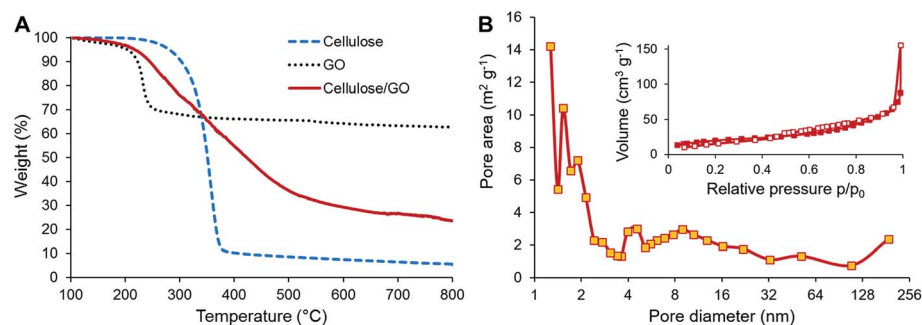 A
100
90
80
70
60
50
40
30
20
10
0
100 200 300 400 500 600 700 800
Weight (%)
Temperature (°C)
Cellulose
GO
Cellulose/GO
B
16
14
12
10
8
6
4
2
0
1 2 4 8 16 32 64 128 256
Pore area (m² g⁻¹)
Pore diameter (nm)
150
100
50
0
0 0.2 0.4 0.6 0.8 1
Volume (cm³ g⁻¹)
Relative pressure p/p₀